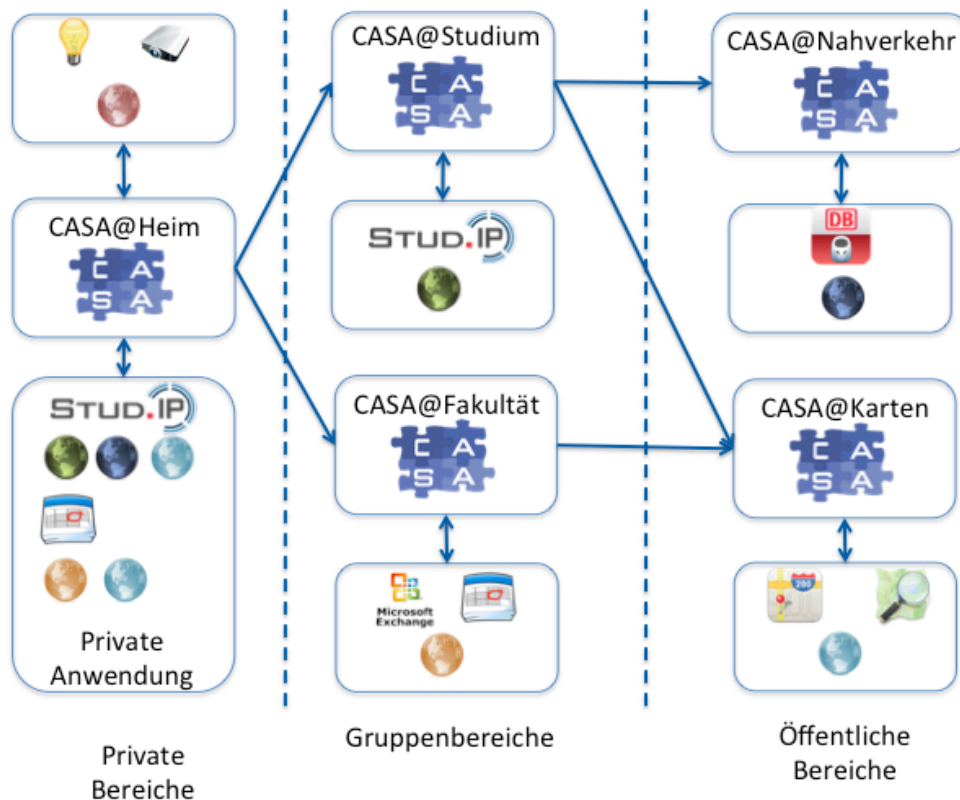 CASA@Heim
C A
S A
STUD.IP
Private
Anwendung
Private
Bereiche
CASA@Studium
C A
S A
STUD.IP
CASA@Fakultät
C A
S A
Microsoft
Exchange
Gruppenbereiche
CASA@Nahverkehr
C A
S A
DB
CASA@Karten
C A
S A
280
Öffentliche
Bereiche